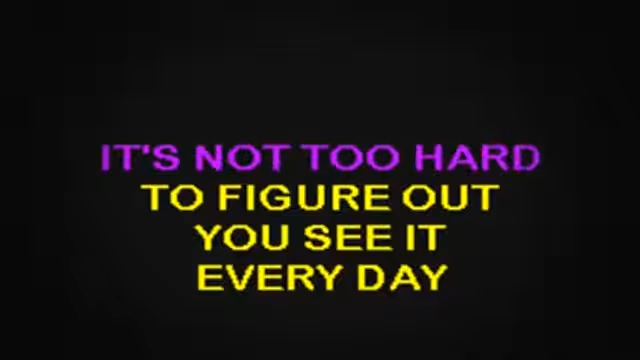 IT'S NOT TOO HARD
TO FIGURE OUT
YOU SEE IT
EVERY DAY